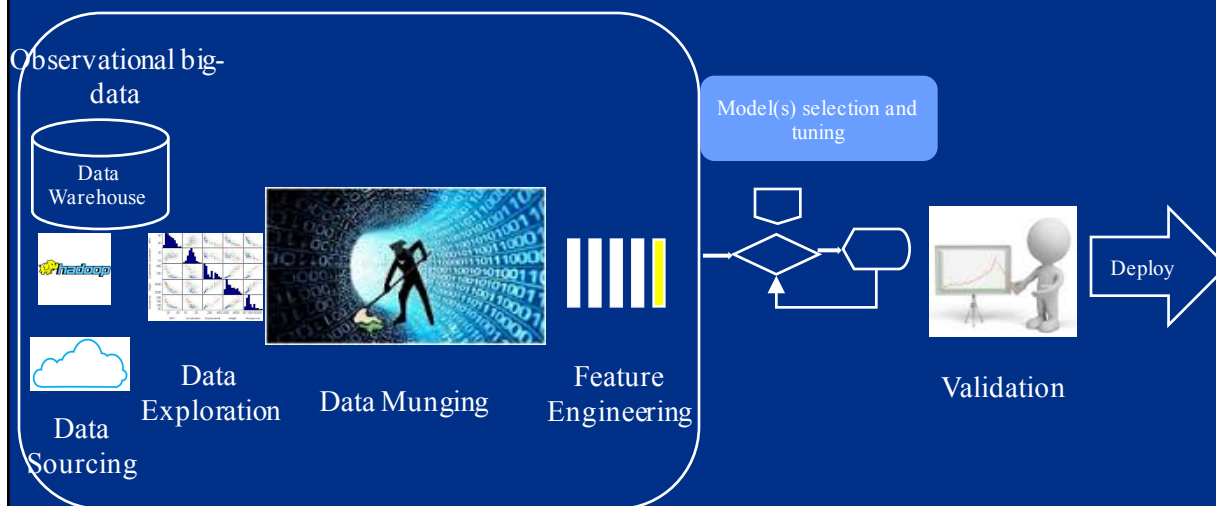 Observational big-
data
Data
Warehouse
hadoop
Data
Sourcing
Data
Exploration
Data Munging
Feature
Engineering
Model(s) selection and
tuning
Validation
Deploy